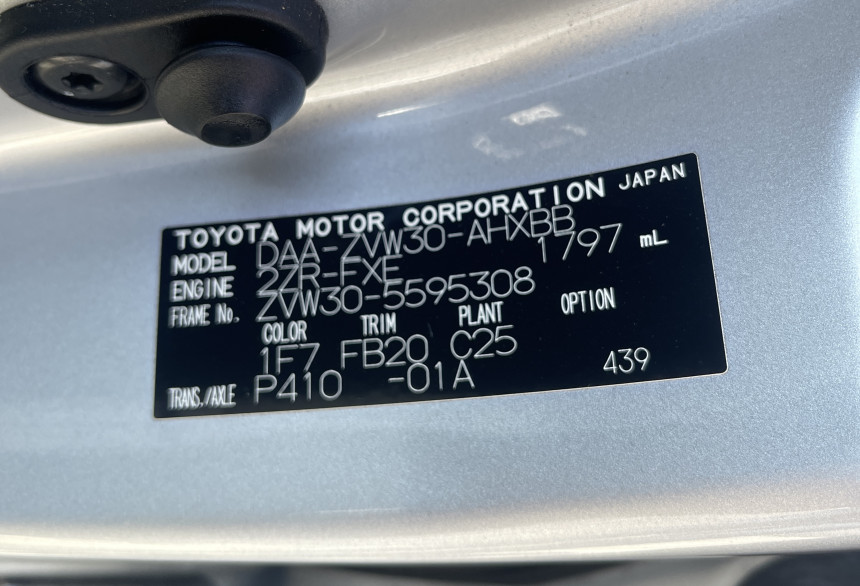 TOYOTA MOTOR CORPORATION JAPAN
MODEL DAA-ZVW30-AHXBB
ENGINE 2ZR-FXE 1797 mL
FRAME No. ZVW30-5595308
COLOR TRIM PLANT OPTION
1F7 FB20 C25
TRANS./AXLE P410 -01A 439